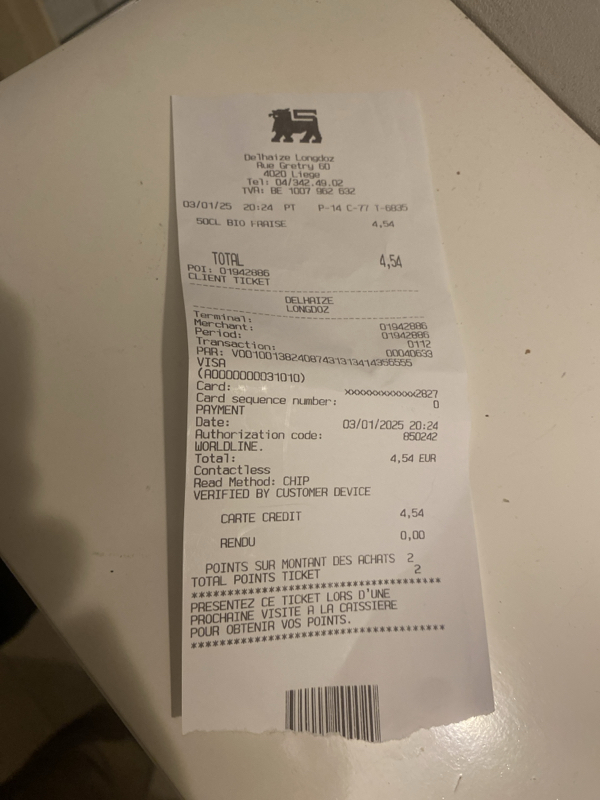 Delhaize Longdoz
Rue Gretry 60
4020 Liege
Tel: 04/342.49.02
TVA: BE 1007 962 632
03/01/25 20:24 PT P-14 C-77 T-6835
50CL BIO FRAISE 4,54
TOTAL 4,54
POI: 01942886
CLIENT TICKET
DELHAIZE
LONGDOZ
Terminal: 01942886
Merchant: 01942886
Period: 0112
Transaction: 00040633
PAR: V0010013824087431313414356555
VISA
(A0000000031010)
Card: xxxxxxxxxxxx2827
Card sequence number: 0
PAYMENT
Date: 03/01/2025 20:24
Authorization code: 850242
WORLDLINE.
Total: 4,54 EUR
Contactless
Read Method: CHIP
VERIFIED BY CUSTOMER DEVICE
CARTE CREDIT 4,54
RENDU 0,00
POINTS SUR MONTANT DES ACHATS 2
TOTAL POINTS TICKET 2
****************************************
PRESENTEZ CE TICKET LORS D'UNE
PROCHAINE VISITE A LA CAISSIERE
POUR OBTENIR VOS POINTS.
****************************************